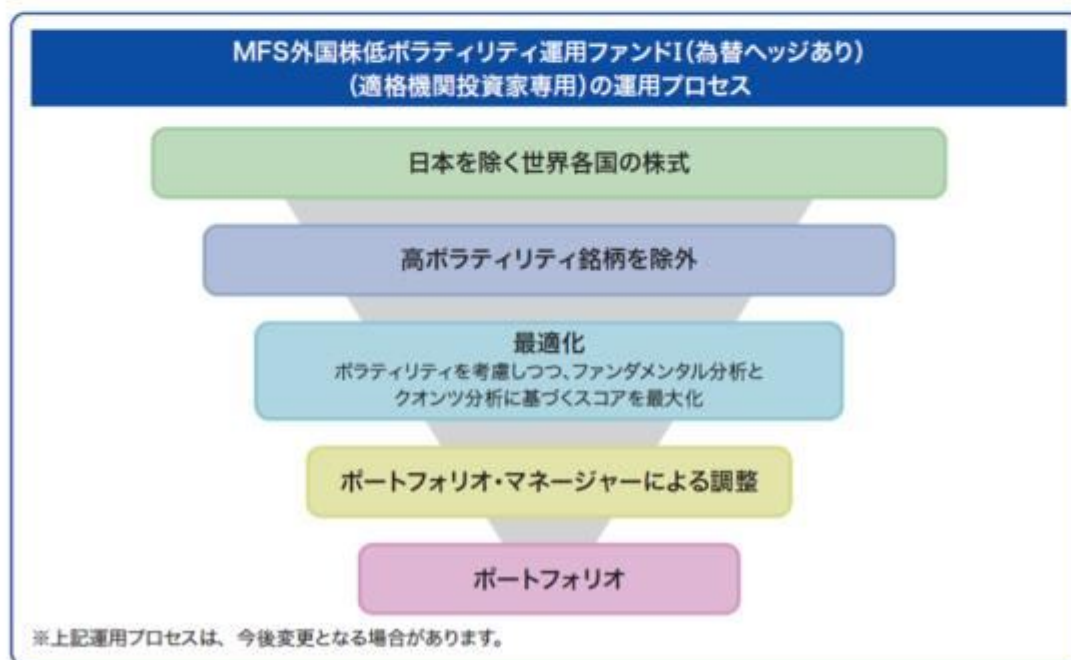 MFS外国株低ボラティリティ運用ファンドI(為替ヘッジあり)
(適格機関投資家専用)の運用プロセス
日本を除く世界各国の株式
高ボラティリティ銘柄を除外
最適化
ボラティリティを考慮しつつ、ファンダメンタル分析と
クオンツ分析に基づくスコアを最大化
ポートフォリオ・マネージャーによる調整
ポートフォリオ
※上記運用プロセスは、今後変更となる場合があります。